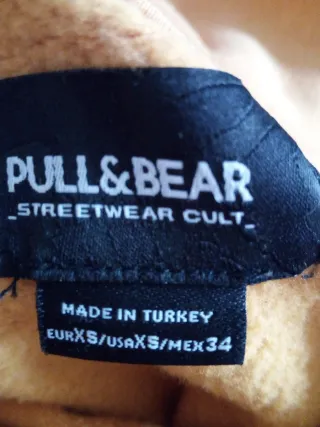 PULL&BEAR
_STREETWEAR CULT_
MADE IN TURKEY
EURXS/USAXS/MEX34